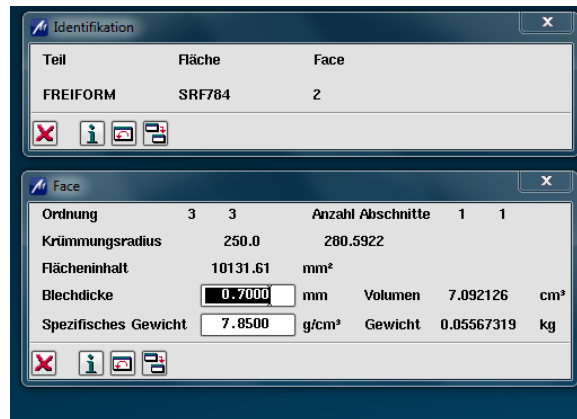 Identifikation
Teil Fläche Face
FREIFORM SRF784 2
Face
Ordnung 3 3 Anzahl Abschnitte 1 1
Krümmungsradius 250.0 280.5922
Flächeninhalt 10131.61 mm²
Blechdicke 0.7000 mm Volumen 7.092126 cm³
Spezifisches Gewicht 7.8500 g/cm³ Gewicht 0.05567319 kg